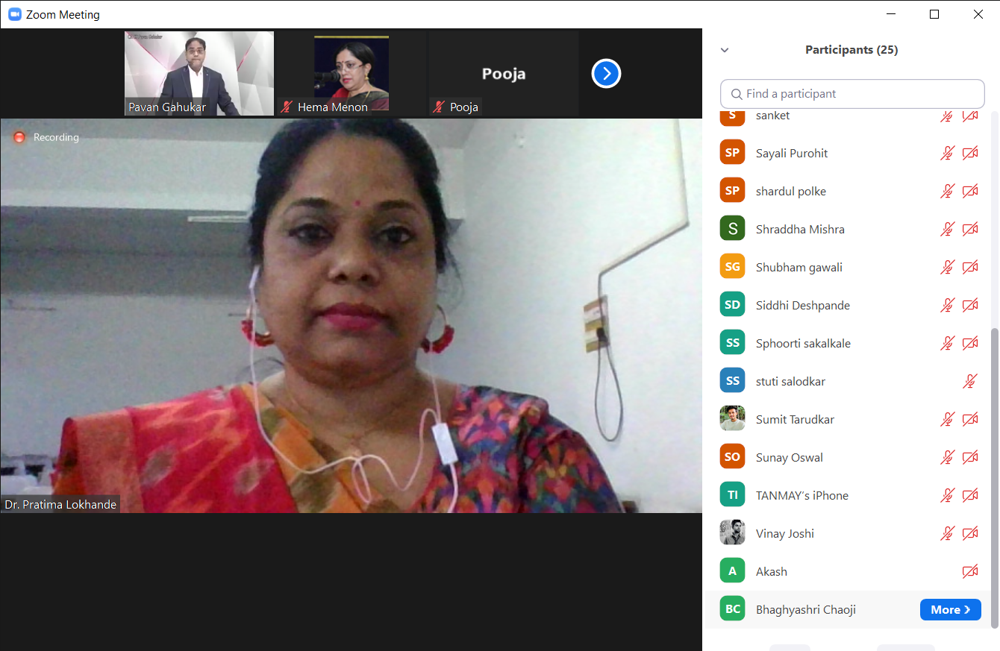 Zoom Meeting
Pavan Gahukar
Hema Menon
Pooja
Pooja
Recording
Dr. Pratima Lokhande
Participants (25)
Find a participant
S sanket
SP Sayali Purohit
SP shardul polke
S Shraddha Mishra
SG Shubham gawali
SD Siddhi Deshpande
SS Sphoorti sakalkale
SS stuti salodkar
Sumit Tarudkar
SO Sunay Oswal
TI TANMAY's iPhone
Vinay Joshi
A Akash
BC Bhaghyashri Chaoji More